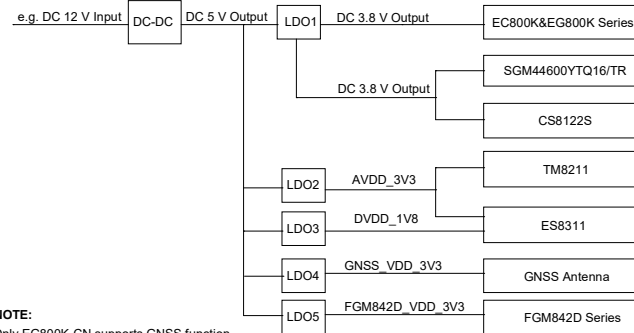 e.g. DC 12 V Input
DC-DC
DC 5 V Output
LDO1
DC 3.8 V Output
EC800K&EG800K Series
SGM44600YTQ16/TR
DC 3.8 V Output
CS8122S
TM8211
LDO2
AVDD_3V3
LDO3
DVDD_1V8
ES8311
LDO4
GNSS_VDD_3V3
GNSS Antenna
LDO5
FGM842D_VDD_3V3
FGM842D Series
NOTE:
Only EC800K-CN supports GNSS function